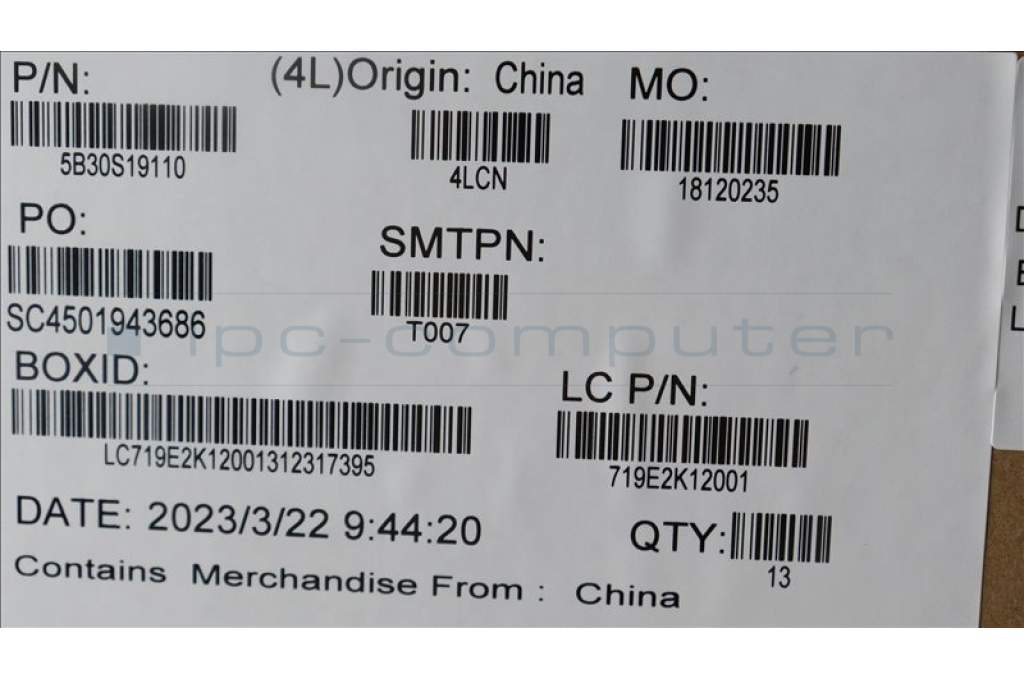 P/N: (4L)Origin: China MO:
5B30S19110 4LCN 18120235
PO: SMTPN:
SC4501943686 T007
ipc-computer
BOXID: LC P/N:
LC719E2K12001312317395 719E2K12001
DATE: 2023/3/22 9:44:20 QTY:
13
Contains Merchandise From : China